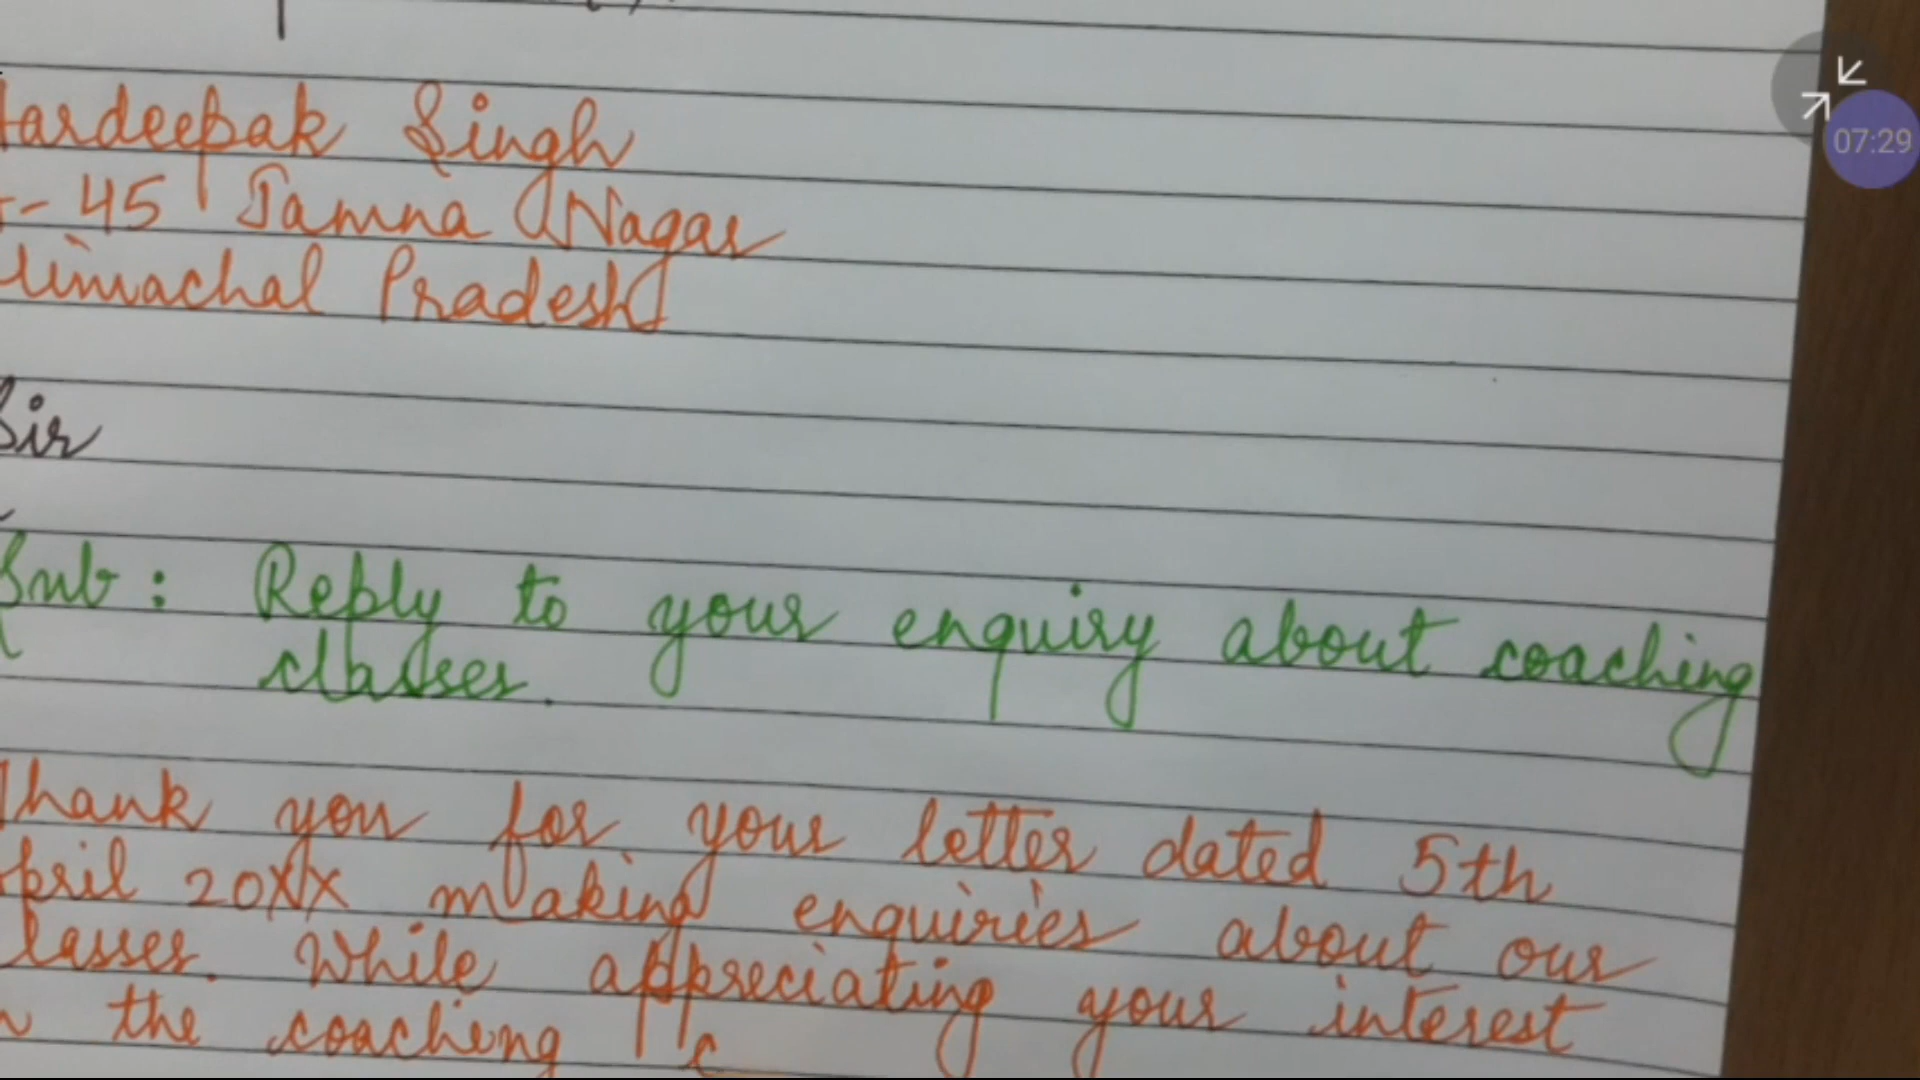 Hardeepak Singh
- 45 Jamna Nagar
Himachal Pradesh
Sir
Sub : Reply to your enquiry about coaching
classes.
Thank you for your letter dated 5th
April 20XX making enquiries about our
classes. While appreciating your interest
the coaching
07:29